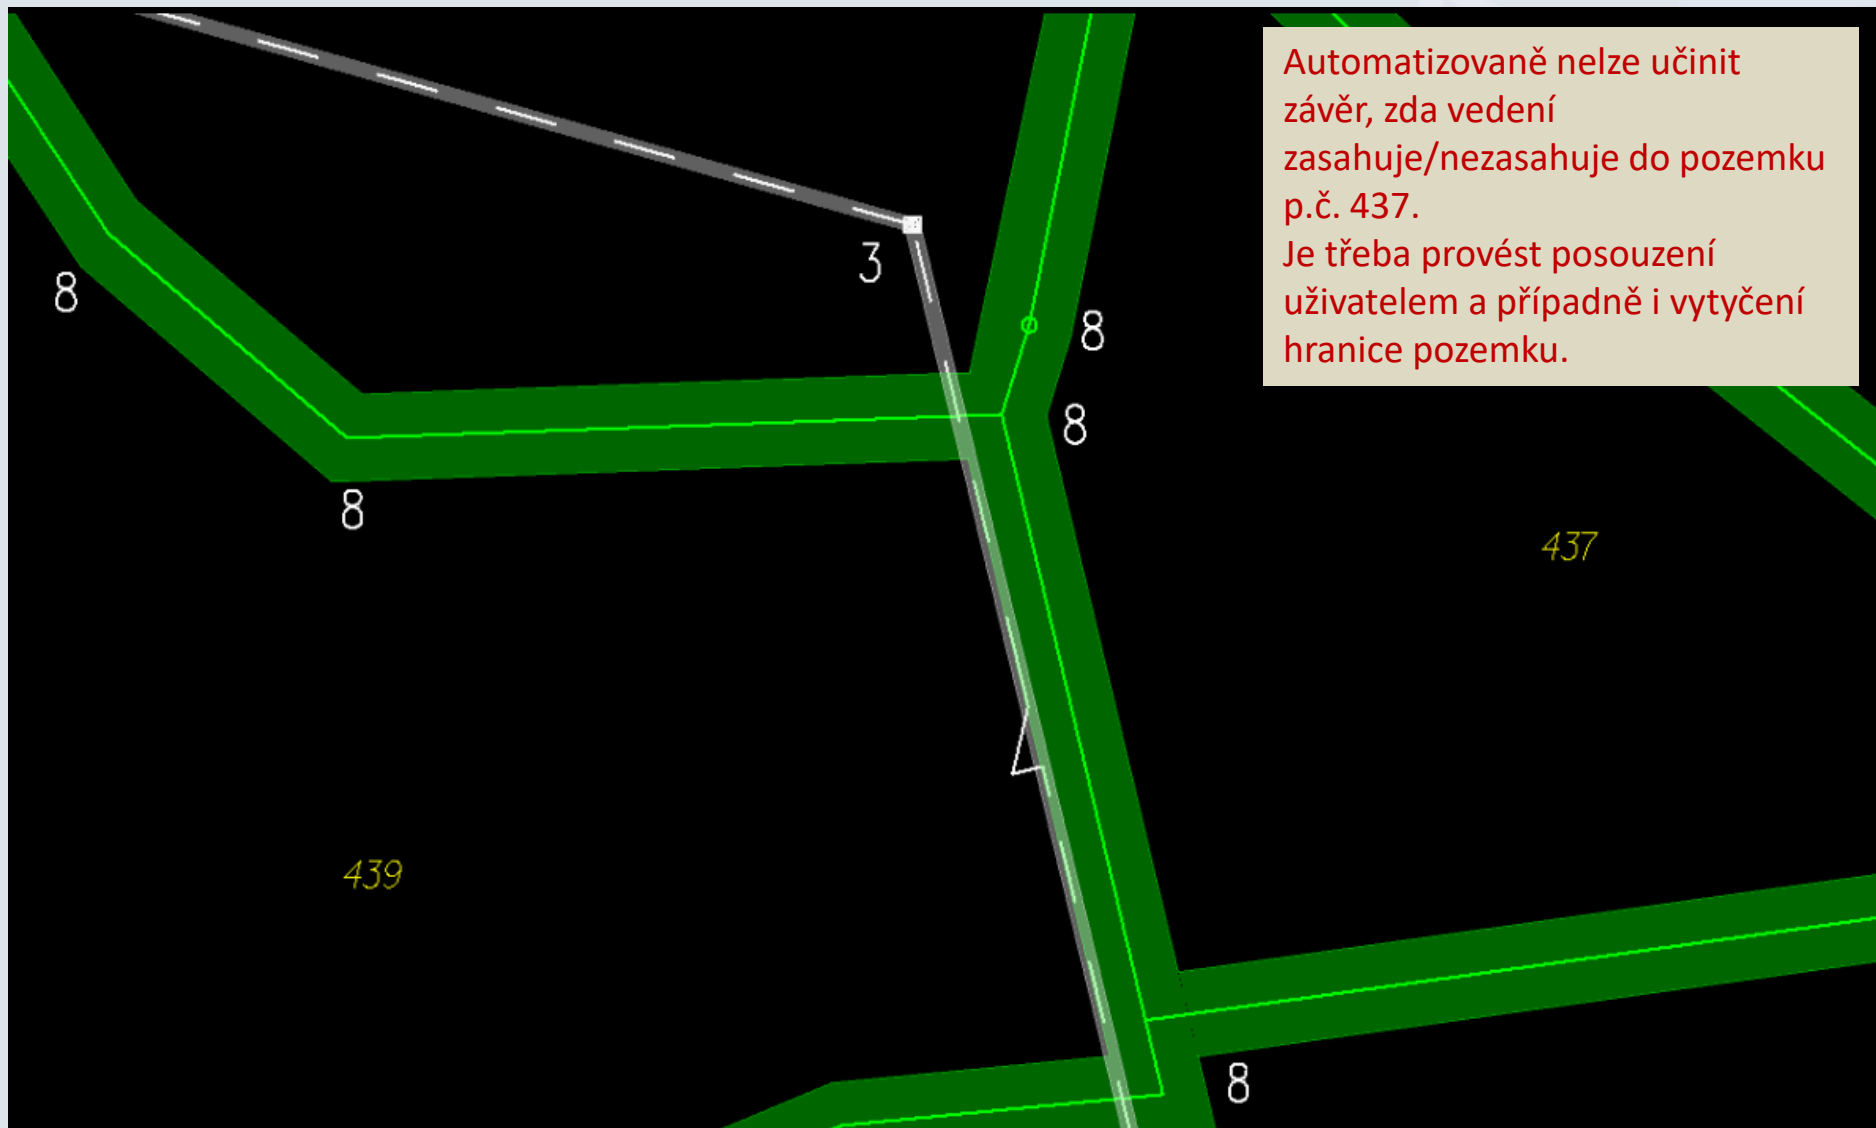 Automatizovaně nelze učinit
závěr, zda vedení
zasahuje/nezasahuje do pozemku
p.č. 437.
Je třeba provést posouzení
uživatelem a případně i vytyčení
hranice pozemku.
3
8
8
8
8
437
439
8